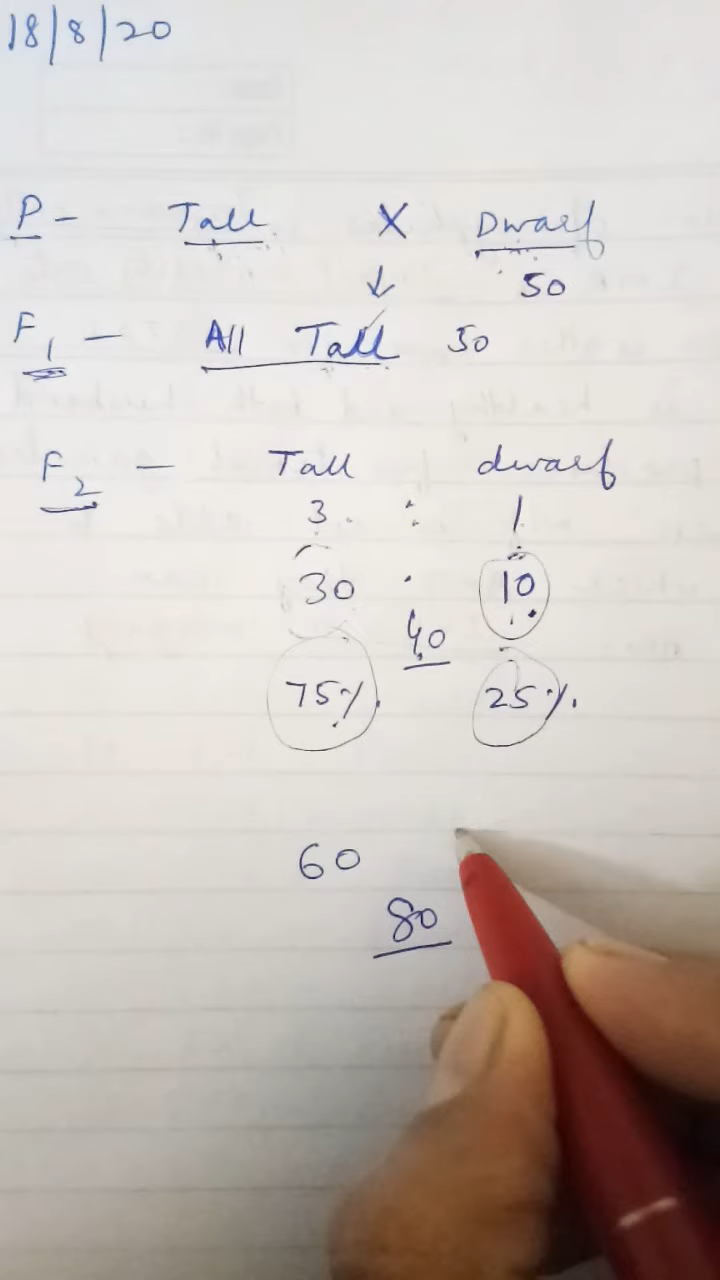 18/8/20
P- Tall X Dwarf
↓ 50
F1 - All Tall 50
F2 - Tall dwarf
3 : 1
30 : 10
40
75% 25%
60
80